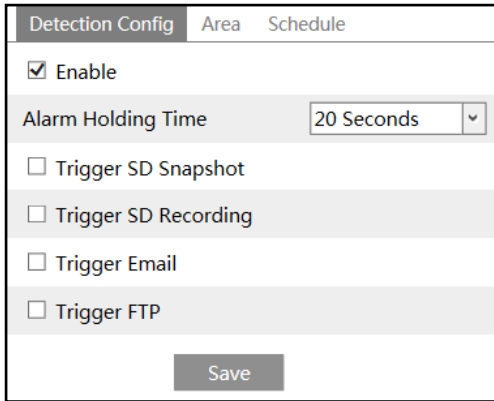 Detection Config Area Schedule
Enable
Alarm Holding Time 20 Seconds
Trigger SD Snapshot
Trigger SD Recording
Trigger Email
Trigger FTP
Save